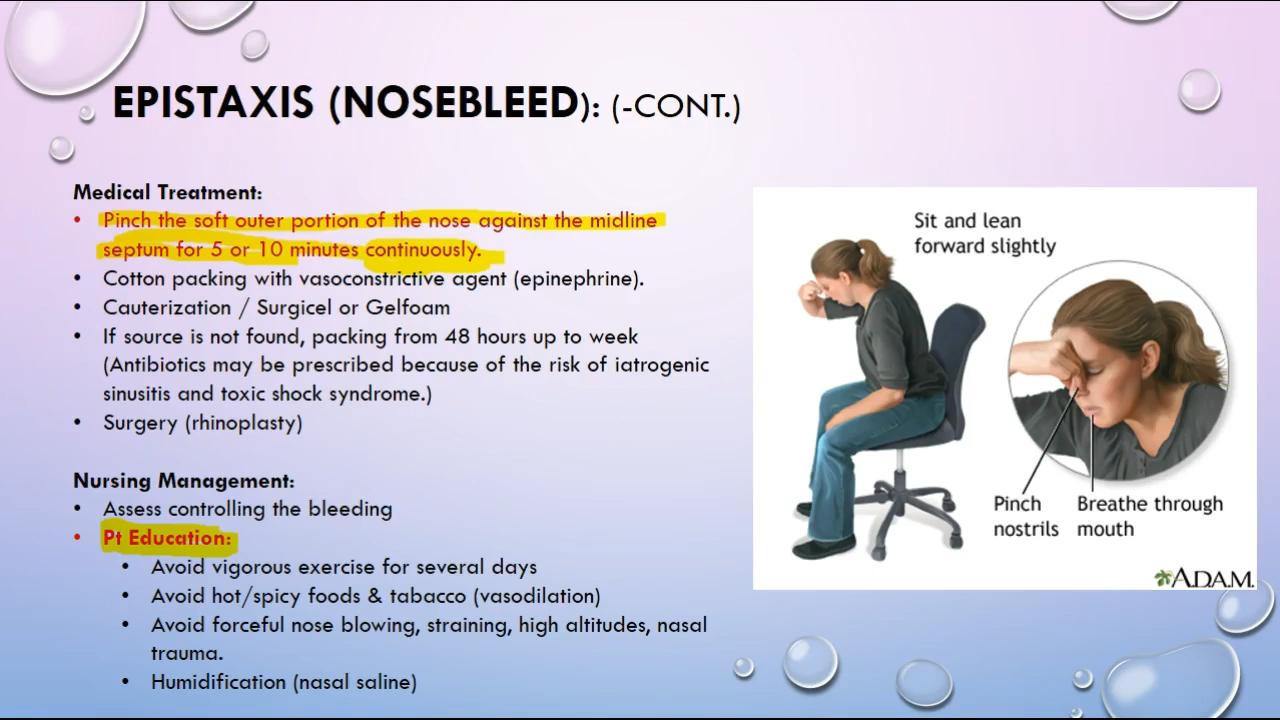 EPISTAXIS (NOSEBLEED): (-CONT.)
Medical Treatment:
• Pinch the soft outer portion of the nose against the midline
septum for 5 or 10 minutes continuously.
• Cotton packing with vasoconstrictive agent (epinephrine).
• Cauterization / Surgicel or Gelfoam
• If source is not found, packing from 48 hours up to week
(Antibiotics may be prescribed because of the risk of iatrogenic
sinusitis and toxic shock syndrome.)
• Surgery (rhinoplasty)
Nursing Management:
• Assess controlling the bleeding
• Pt Education:
• Avoid vigorous exercise for several days
• Avoid hot/spicy foods & tabacco (vasodilation)
• Avoid forceful nose blowing, straining, high altitudes, nasal
trauma.
• Humidification (nasal saline)
Sit and lean
forward slightly
Pinch
nostrils
Breathe through
mouth
A.D.A.M.